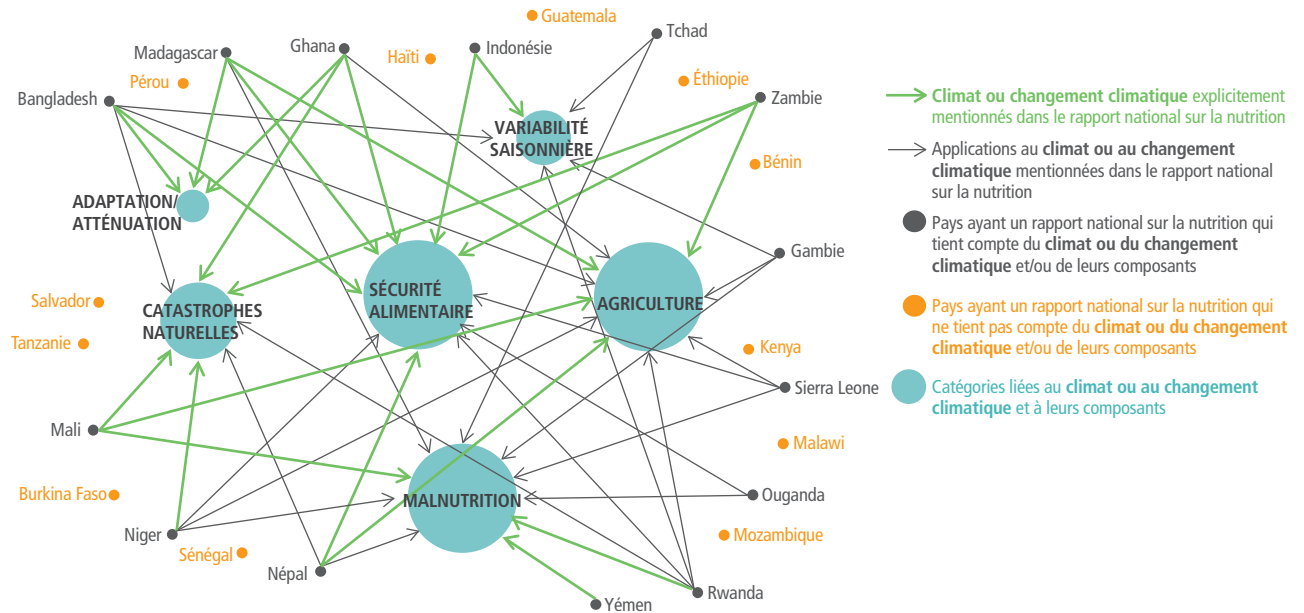 Guatemala
Tchad
Ghana
Indonésie
Madagascar
Haïti
Pérou
Éthiopie
Bangladesh
Zambie
VARIABILITÉ
SAISONNIÈRE
Bénin
ADAPTATION/
ATTÉNUATION
Gambie
SÉCURITÉ
ALIMENTAIRE
AGRICULTURE
Salvador
CATASTROPHES
NATURELLES
Tanzanie
Kenya
Sierra Leone
Mali
Malawi
Burkina Faso
MALNUTRITION
Ouganda
Niger
Mozambique
Sénégal
Népal
Rwanda
Yémen
Climat ou changement climatique explicitement
mentionnés dans le rapport national sur la nutrition
Applications au climat ou au changement
climatique mentionnées dans le rapport national
sur la nutrition
Pays ayant un rapport national sur la nutrition qui
tient compte du climat ou du changement
climatique et/ou de leurs composants
Pays ayant un rapport national sur la nutrition qui
ne tient pas compte du climat ou du changement
climatique et/ou de leurs composants
Catégories liées au climat ou au changement
climatique et à leurs composants